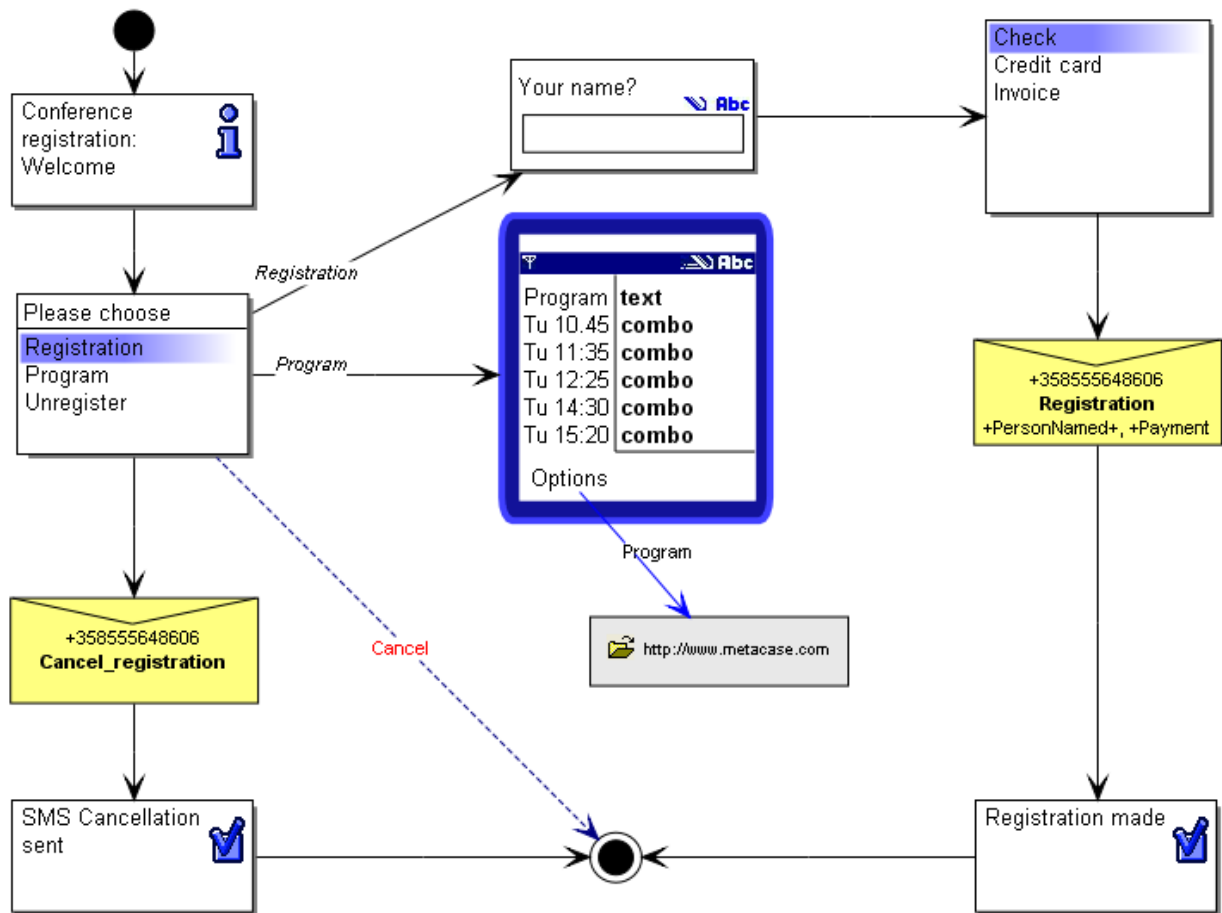 Conference
registration:
Welcome
Your name?
Abc
Check
Credit card
Invoice
Registration
Please choose
Registration
Program
Unregister
Program
Abc
Program text
Tu 10.45 combo
Tu 11:35 combo
Tu 12:25 combo
Tu 14:30 combo
Tu 15:20 combo
Options
+358555648606
Registration
+PersonNamed+, +Payment
Program
+358555648606
Cancel_registration
Cancel
http://www.metacase.com
SMS Cancellation
sent
Registration made